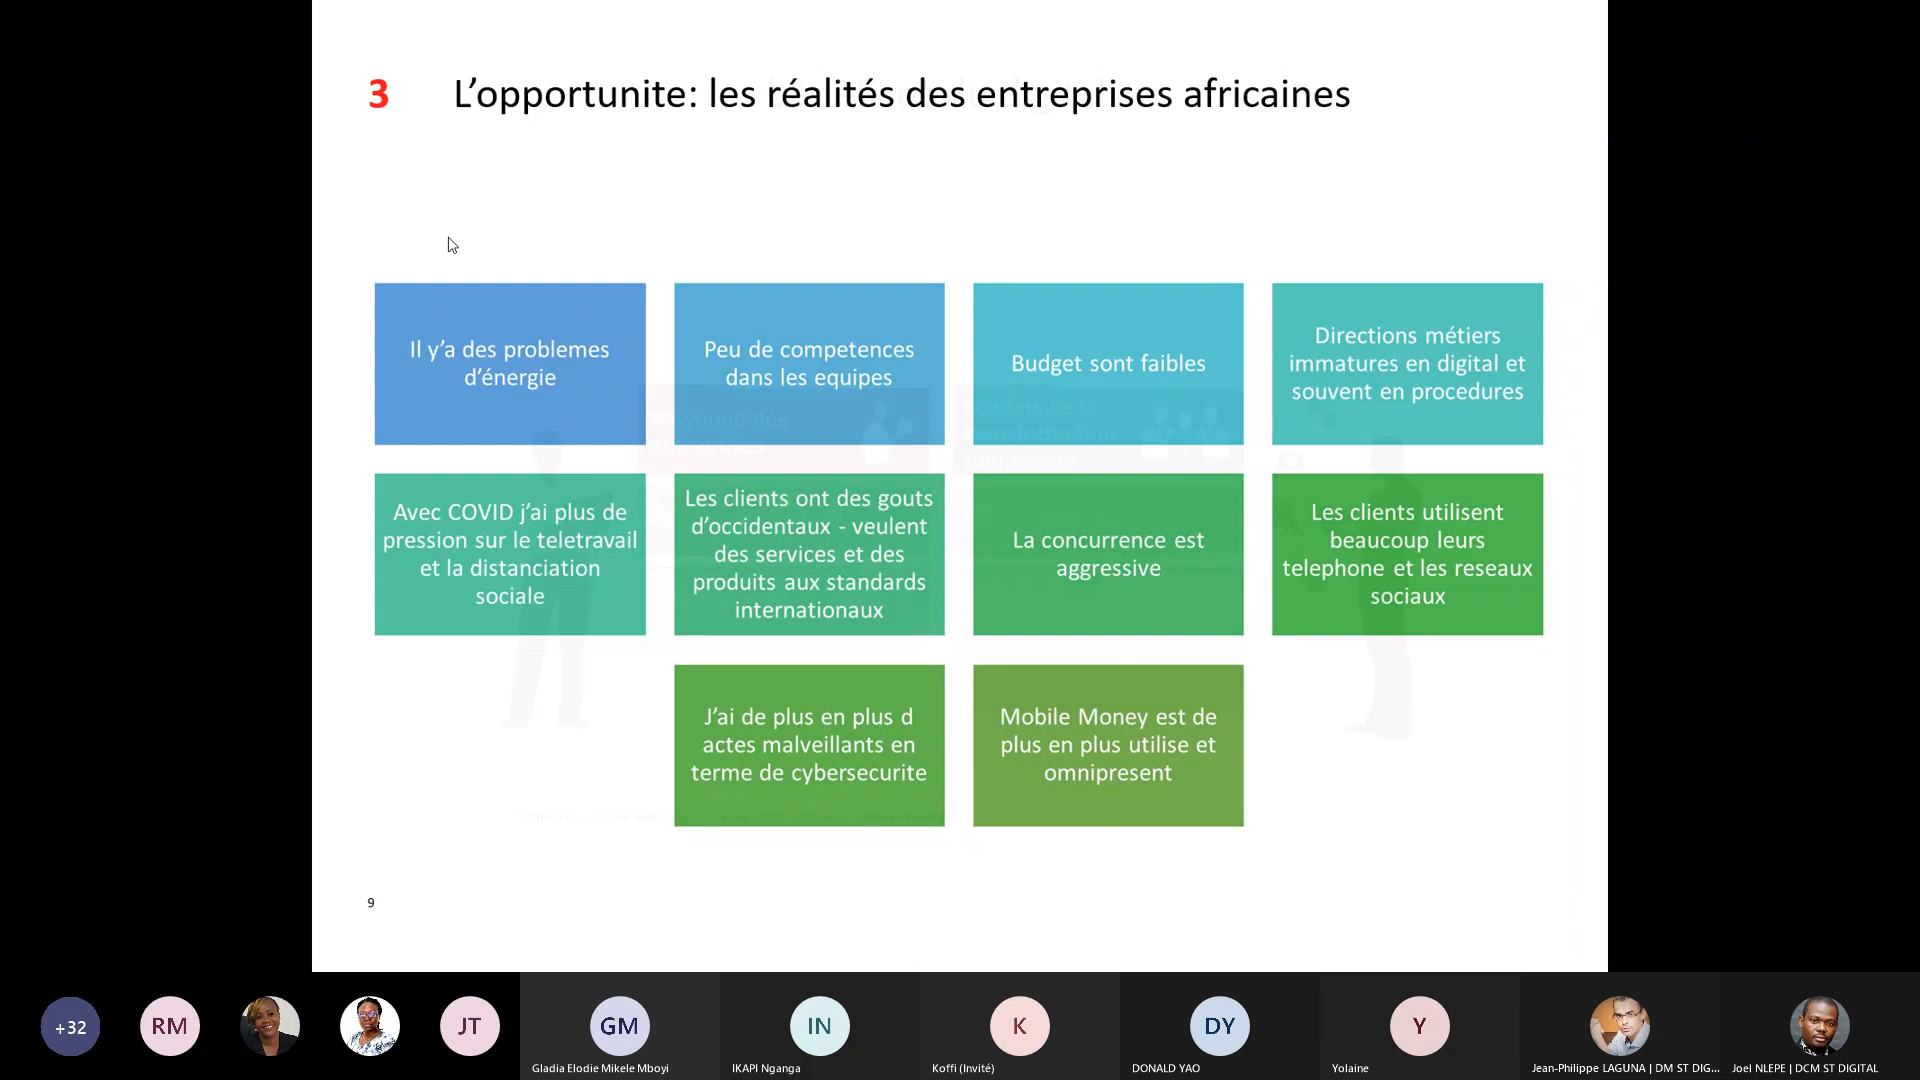 3 L’opportunite: les réalités des entreprises africaines
Il y’a des problemes
d’énergie
Peu de competences
dans les equipes
Budget sont faibles
Directions métiers
immatures en digital et
souvent en procedures
Avec COVID j’ai plus de
pression sur le teletravail
et la distanciation
sociale
Les clients ont des gouts
d’occidentaux - veulent
des services et des
produits aux standards
internationaux
La concurrence est
aggressive
Les clients utilisent
beaucoup leurs
telephone et les reseaux
sociaux
J’ai de plus en plus d
actes malveillants en
terme de cybersecurite
Mobile Money est de
plus en plus utilise et
omnipresent
9
+32
RM
JT
GM
IN
K
DY
Y
Gladia Elodie Mikele Mboyi
IKAPI Nganga
Koffi (Invité)
DONALD YAO
Yolaine
Jean-Philippe LAGUNA | DM ST DIG...
Joel NLEPE | DCM ST DIGITAL